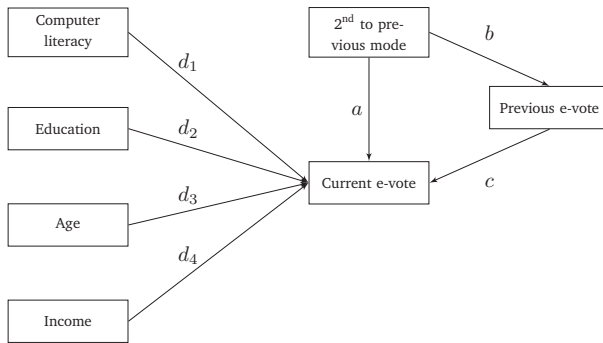 Computer
literacy
Education
Age
Income
d₁
d₂
d₃
d₄
2ⁿᵈ to pre-
vious mode
a
b
Previous e-vote
c
Current e-vote